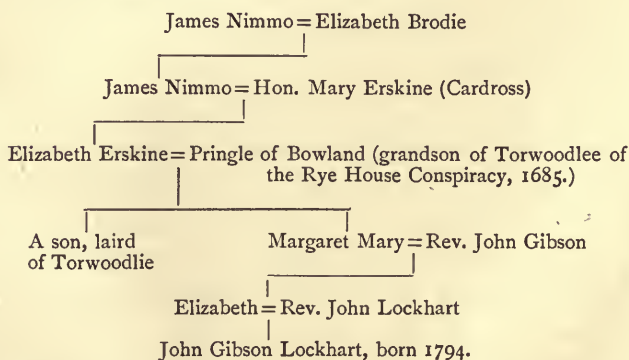 James Nimmo = Elizabeth Brodie
James Nimmo = Hon. Mary Erskine (Cardross)
Elizabeth Erskine = Pringle of Bowland (grandson of Torwoodlee of
the Rye House Conspiracy, 1685.)
A son, laird Margaret Mary = Rev. John Gibson
of Torwoodlie
Elizabeth = Rev. John Lockhart
John Gibson Lockhart, born 1794.